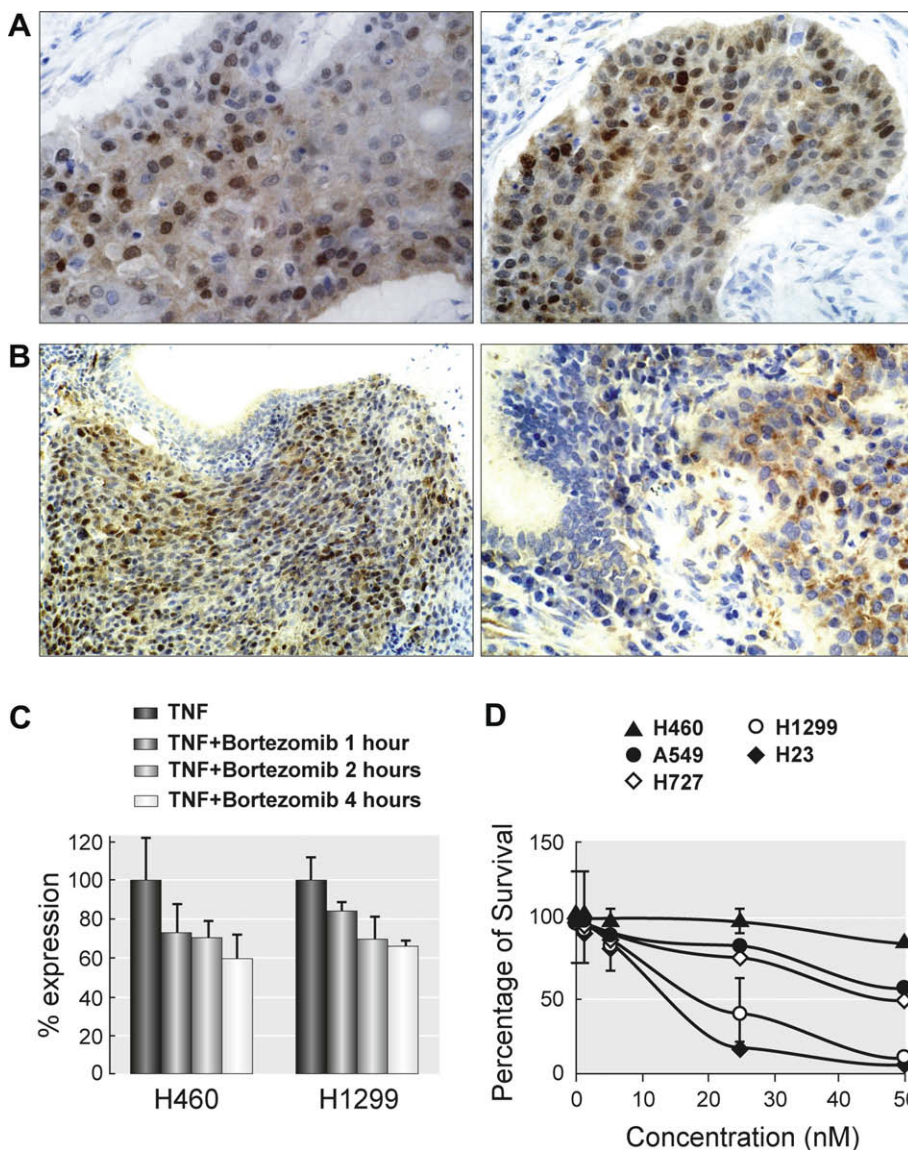 A
B
C
TNF
TNF+Bortezomib 1 hour
TNF+Bortezomib 2 hours
TNF+Bortezomib 4 hours
% expression
120
100
80
60
40
20
0
H460
H1299
D
H460
A549
H727
H1299
H23
Percentage of Survival
150
100
50
0
0
10
20
30
40
50
Concentration (nM)